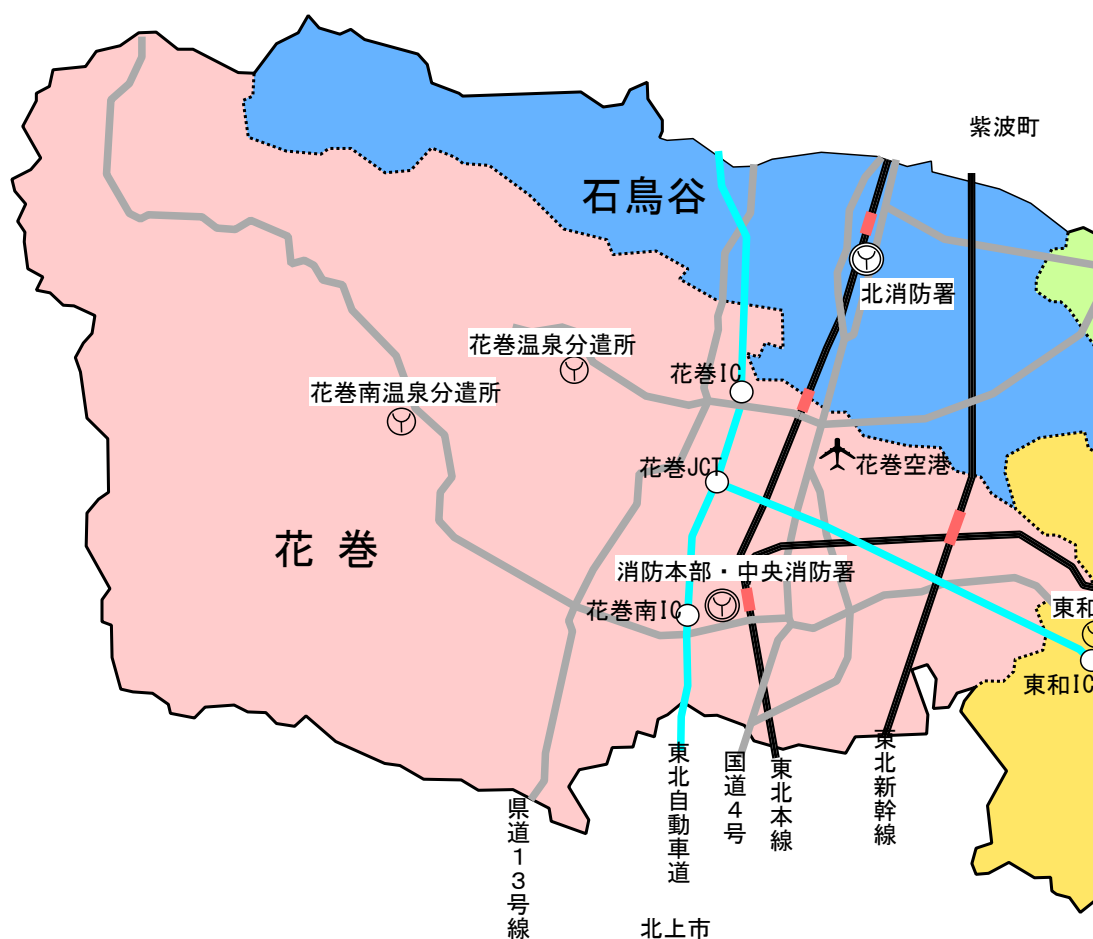 紫波町
石鳥谷
北消防署
花巻温泉分遣所
花巻IC
花巻南温泉分遣所
花巻JCT
花巻空港
花巻
消防本部・中央消防署
花巻南IC
東和
東和IC
県道13号線
東北自動車道
国道4号
東北本線
東北新幹線
北上市